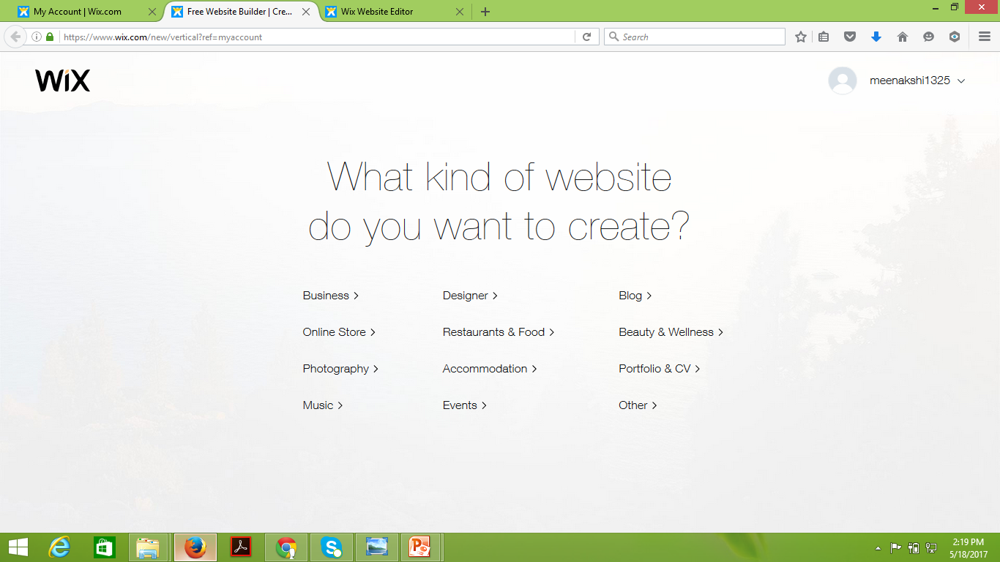 My Account | Wix.com
Free Website Builder | Cre...
Wix Website Editor
https://www.wix.com/new/vertical?ref=myaccount
Search
WiX
meenakshi1325
What kind of website
do you want to create?
Business
Designer
Blog
Online Store
Restaurants & Food
Beauty & Wellness
Photography
Accommodation
Portfolio & CV
Music
Events
Other
2:19 PM
5/18/2017